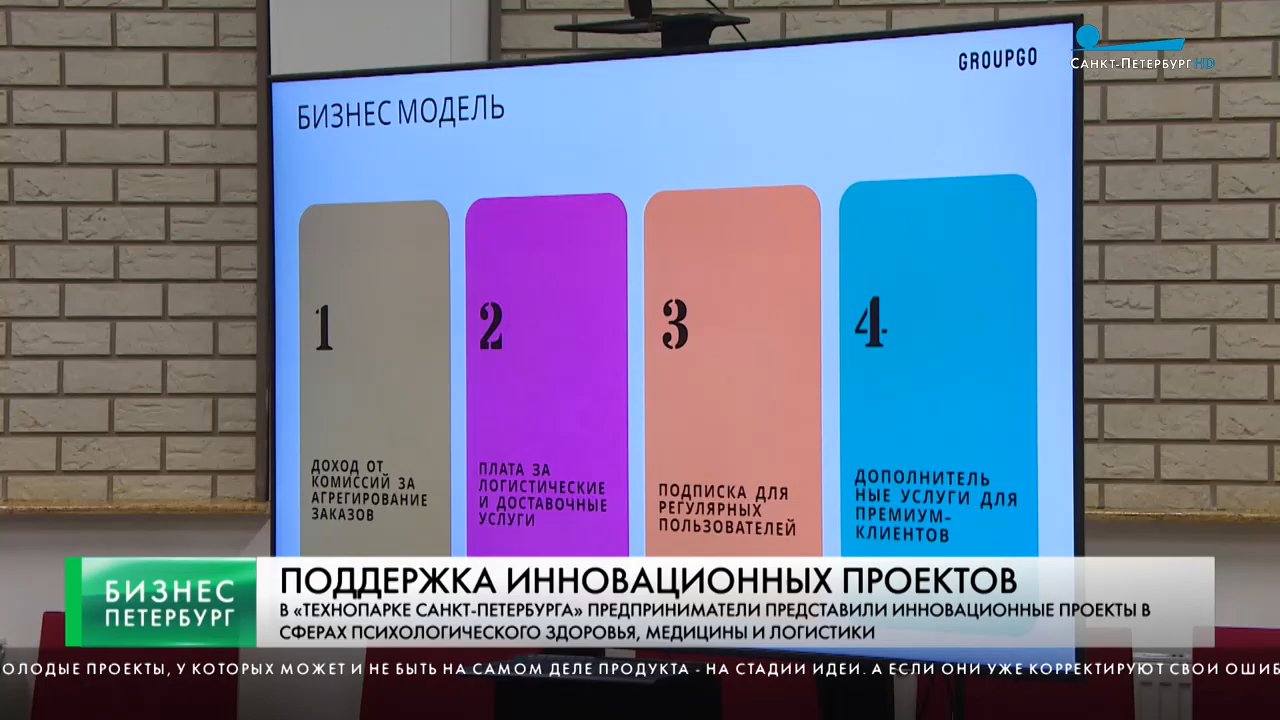 GROUPGO
САНКТ-ПЕТЕРБУРГ HD
БИЗНЕС МОДЕЛЬ
1
ДОХОД ОТ
КОМИССИЙ ЗА
АГРЕГИРОВАНИЕ
ЗАКАЗОВ
2
ПЛАТА ЗА
ЛОГИСТИЧЕСКИЕ
И ДОСТАВОЧНЫЕ
УСЛУГИ
3
ПОДПИСКА ДЛЯ
РЕГУЛЯРНЫХ
ПОЛЬЗОВАТЕЛЕЙ
4
ДОПОЛНИТЕЛЬ
НЫЕ УСЛУГИ ДЛЯ
ПРЕМИУМ-
КЛИЕНТОВ
БИЗНЕС
ПЕТЕРБУРГ
ПОДДЕРЖКА ИННОВАЦИОННЫХ ПРОЕКТОВ
В «ТЕХНОПАРКЕ САНКТ-ПЕТЕРБУРГА» ПРЕДПРИНИМАТЕЛИ ПРЕДСТАВИЛИ ИННОВАЦИОННЫЕ ПРОЕКТЫ В
СФЕРАХ ПСИХОЛОГИЧЕСКОГО ЗДОРОВЬЯ, МЕДИЦИНЫ И ЛОГИСТИКИ
ОЛОДЫЕ ПРОЕКТЫ, У КОТОРЫХ МОЖЕТ И НЕ БЫТЬ НА САМОМ ДЕЛЕ ПРОДУКТА - НА СТАДИИ ИДЕИ. А ЕСЛИ ОНИ УЖЕ КОРРЕКТИРУЮТ СВОИ ОШИБ